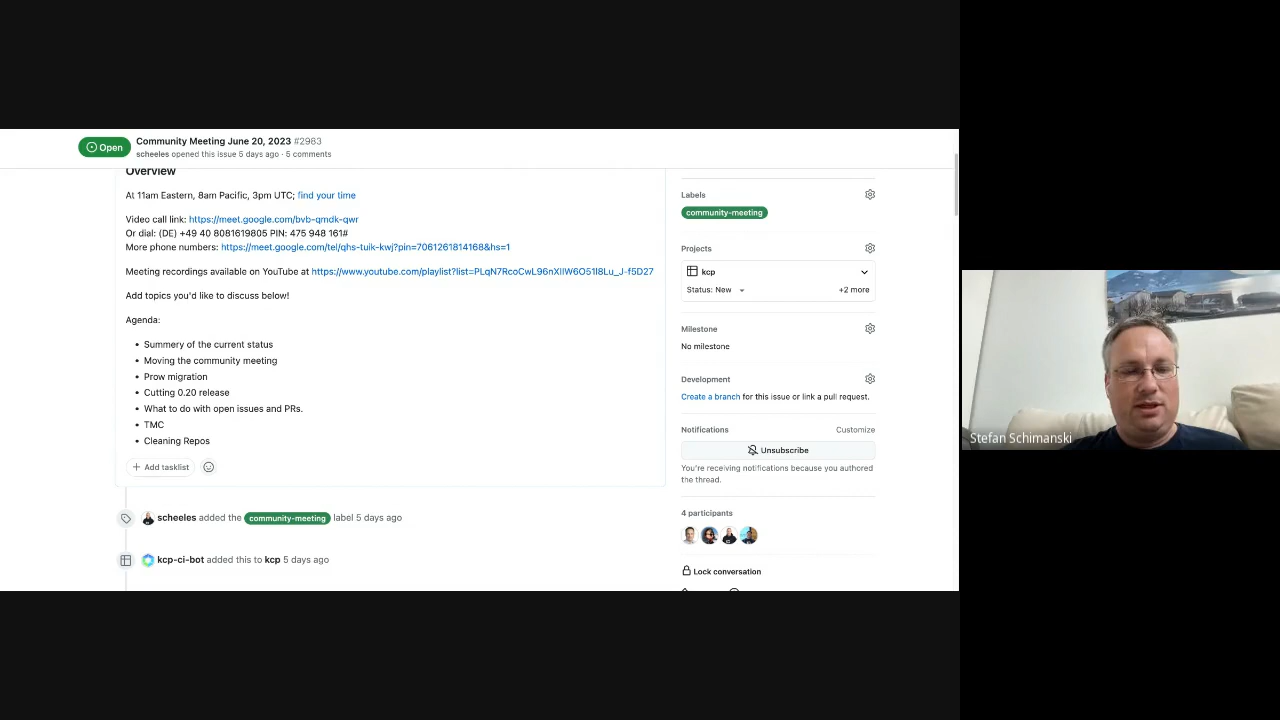 Open
Community Meeting June 20, 2023 #2983
scheeles opened this issue 5 days ago · 5 comments
Overview
At 11am Eastern, 8am Pacific, 3pm UTC; find your time
Video call link: https://meet.google.com/bvb-qmdk-qwr
Or dial: (DE) +49 40 8081619805 PIN: 475 948 161#
More phone numbers: https://meet.google.com/tel/qhs-tuik-kwj?pin=7061261814168&hs=1
Meeting recordings available on YouTube at https://www.youtube.com/playlist?list=PLqN7RcoCwL96nXlIW6O51I8Lu_J-f5D27
Add topics you'd like to discuss below!
Agenda:
• Summery of the current status
• Moving the community meeting
• Prow migration
• Cutting 0.20 release
• What to do with open issues and PRs.
• TMC
• Cleaning Repos
+ Add tasklist
scheeles added the community-meeting label 5 days ago
kcp-ci-bot added this to kcp 5 days ago
Labels
community-meeting
Projects
kcp
Status: New
+2 more
Milestone
No milestone
Development
Create a branch for this issue or link a pull request.
Notifications
Customize
Unsubscribe
You're receiving notifications because you authored
the thread.
4 participants
Lock conversation
Stefan Schimanski